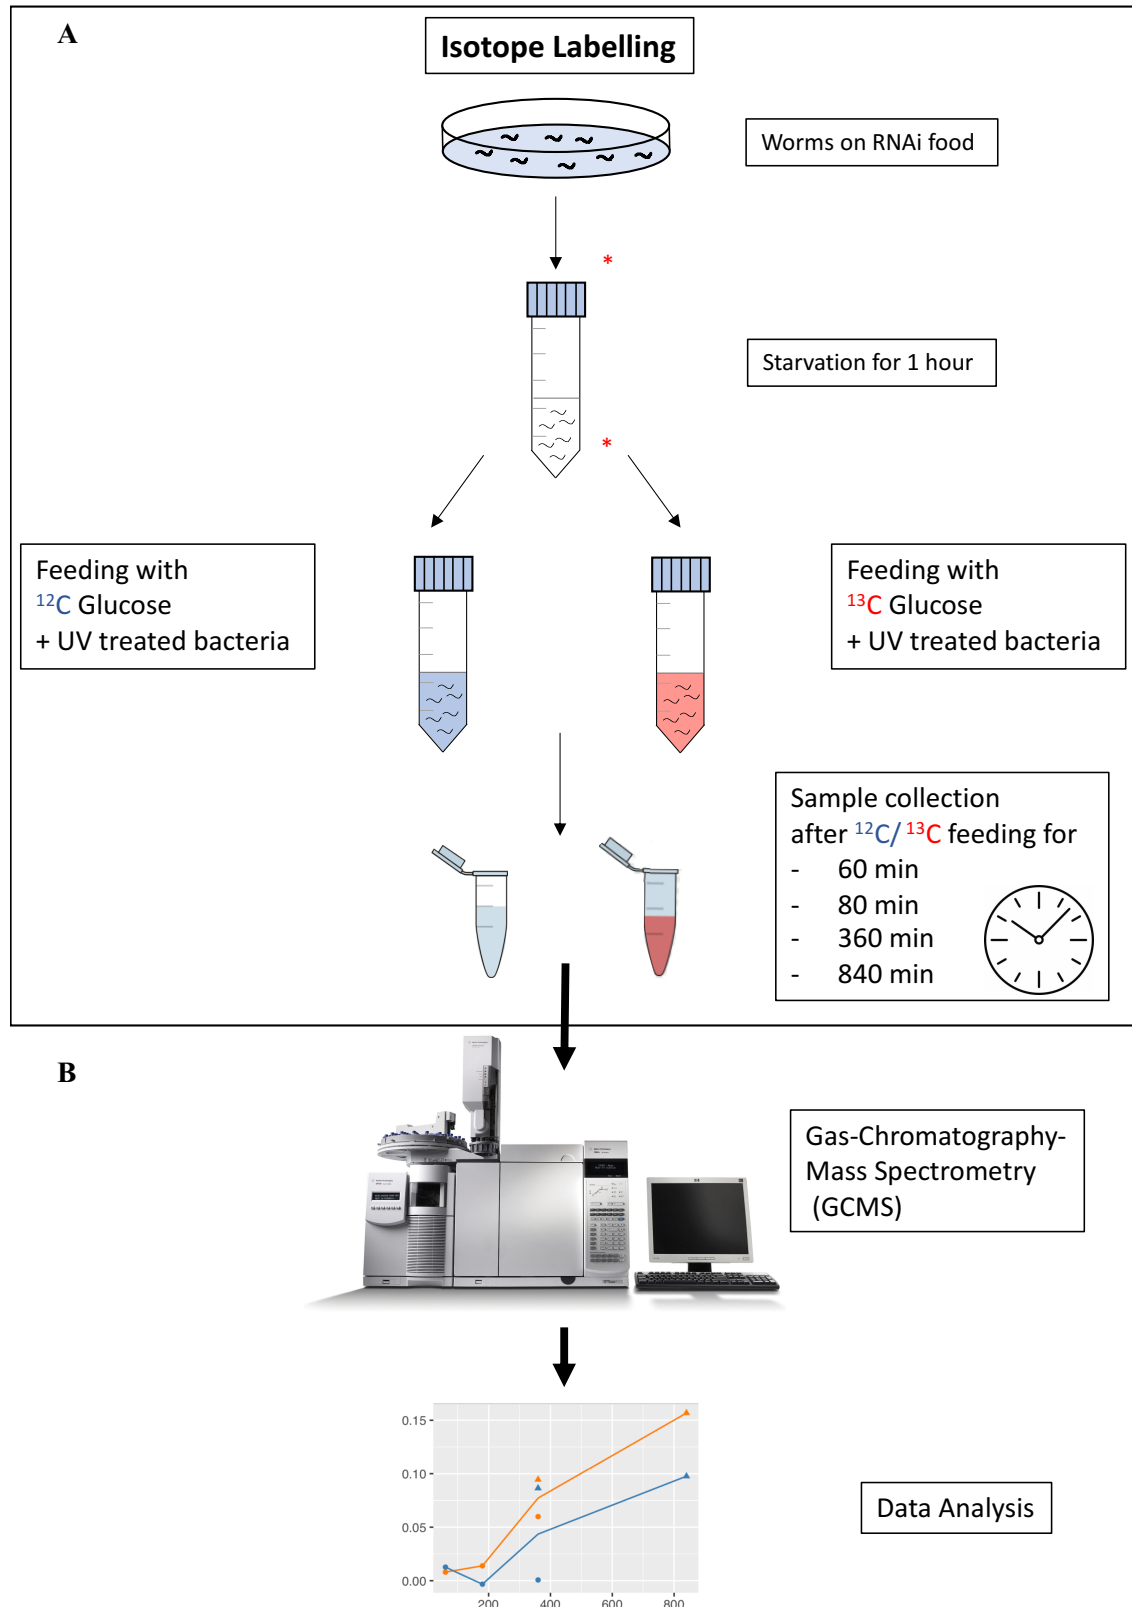 A
Isotope Labelling
Worms on RNAi food
*
Starvation for 1 hour
*
Feeding with
¹²C Glucose
+ UV treated bacteria
Feeding with
¹³C Glucose
+ UV treated bacteria
Sample collection
after ¹²C/ ¹³C feeding for
- 60 min
- 80 min
- 360 min
- 840 min
B
Gas-Chromatography-
Mass Spectrometry
(GCMS)
0.15
0.10
0.05
0.00
200 400 600 800
Data Analysis